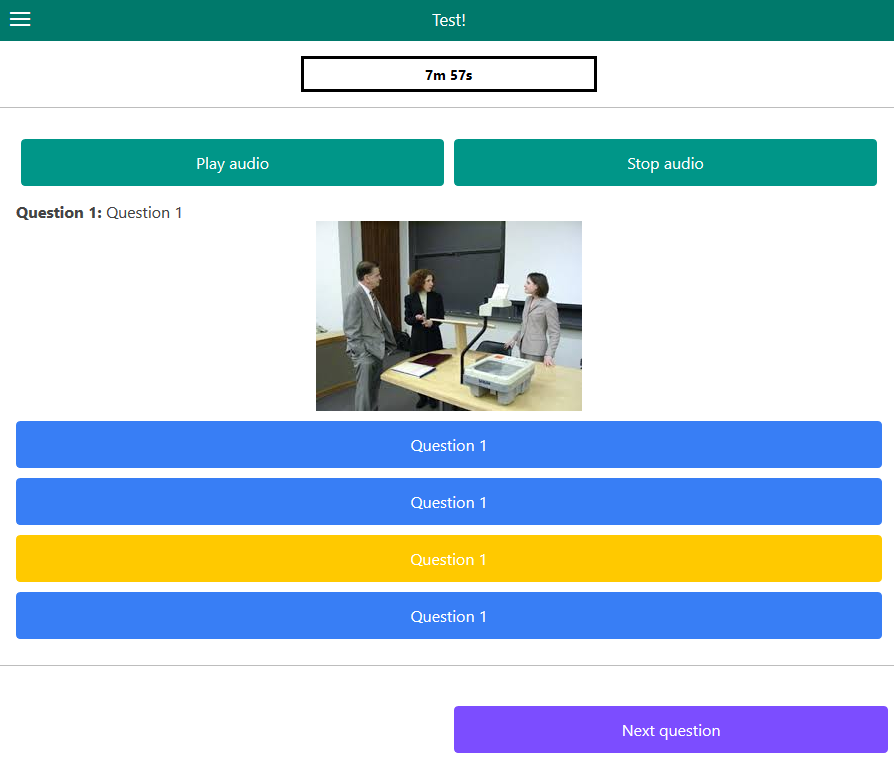 Test!
7m 57s
Play audio
Stop audio
Question 1: Question 1
Question 1
Question 1
Question 1
Question 1
Next question